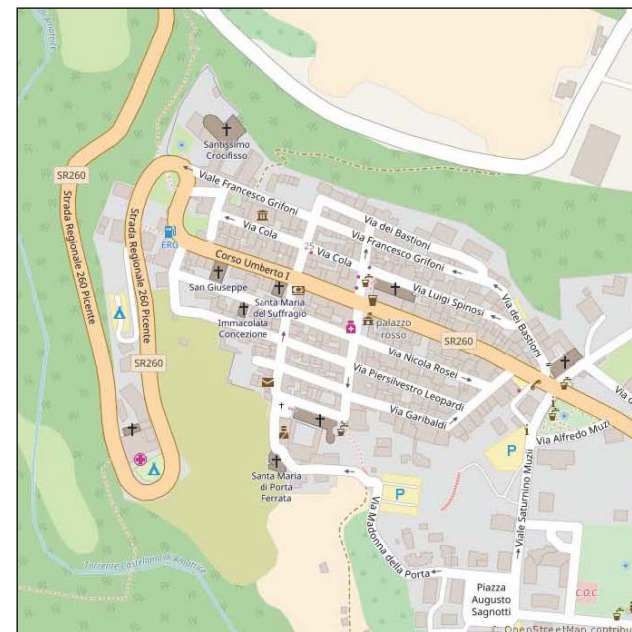 Torrente Castellano di Amatrice
Santissimo
Crocifisso
SR260
Strada Regionale 260 Picente
Strada Regionale 260 Picente
Viale Francesco Grifoni
ERG
Via Cola
Corso Umberto I
25
Via Cola
Via dei Bastioni
Via Francesco Grifoni
Via Luigi Spinosi
Via dei Bastioni
San Giuseppe
Santa Maria
del Suffragio
Immacolata
Concezione
palazzo
rosso
SR260
SR260
Via Nicola Rosei
Via Piersilvestro Leopardi
Via Garibaldi
Via Alfredo Muzi
P
Viale Saturnino Muzii
Santa Maria
di Porta
Ferrata
P
Via Madonna della Porta
Torrente Castellano di Amatrice
Piazza
Augusto
Sagnotti
C.O.C.
© OpenStreetMap contribu